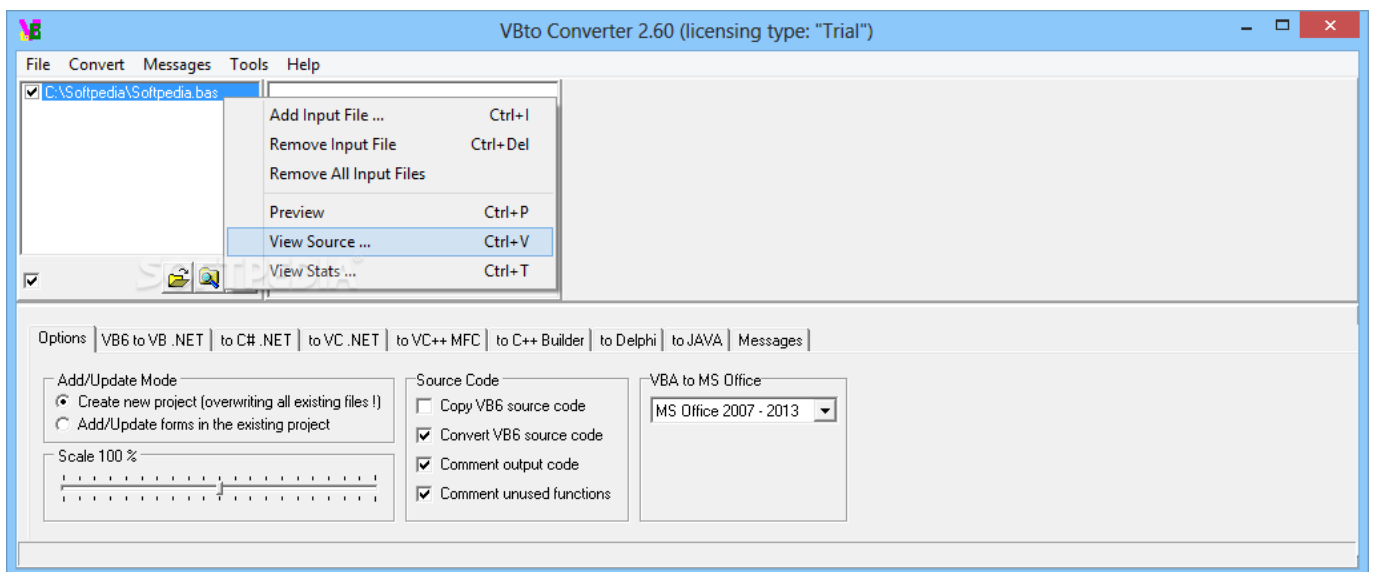 VB
VBto Converter 2.60 (licensing type: "Trial")
File Convert Messages Tools Help
C:\Softpedia\Softpedia.bas
Add Input File ... Ctrl+I
Remove Input File Ctrl+Del
Remove All Input Files
Preview Ctrl+P
View Source ... Ctrl+V
View Stats ... Ctrl+T
SOFTPEDIA
Options VB6 to VB .NET to C# .NET to VC .NET to VC++ MFC to C++ Builder to Delphi to JAVA Messages
Add/Update Mode
Create new project (overwriting all existing files !)
Add/Update forms in the existing project
Scale 100 %
Source Code
Copy VB6 source code
Convert VB6 source code
Comment output code
Comment unused functions
VBA to MS Office
MS Office 2007 - 2013